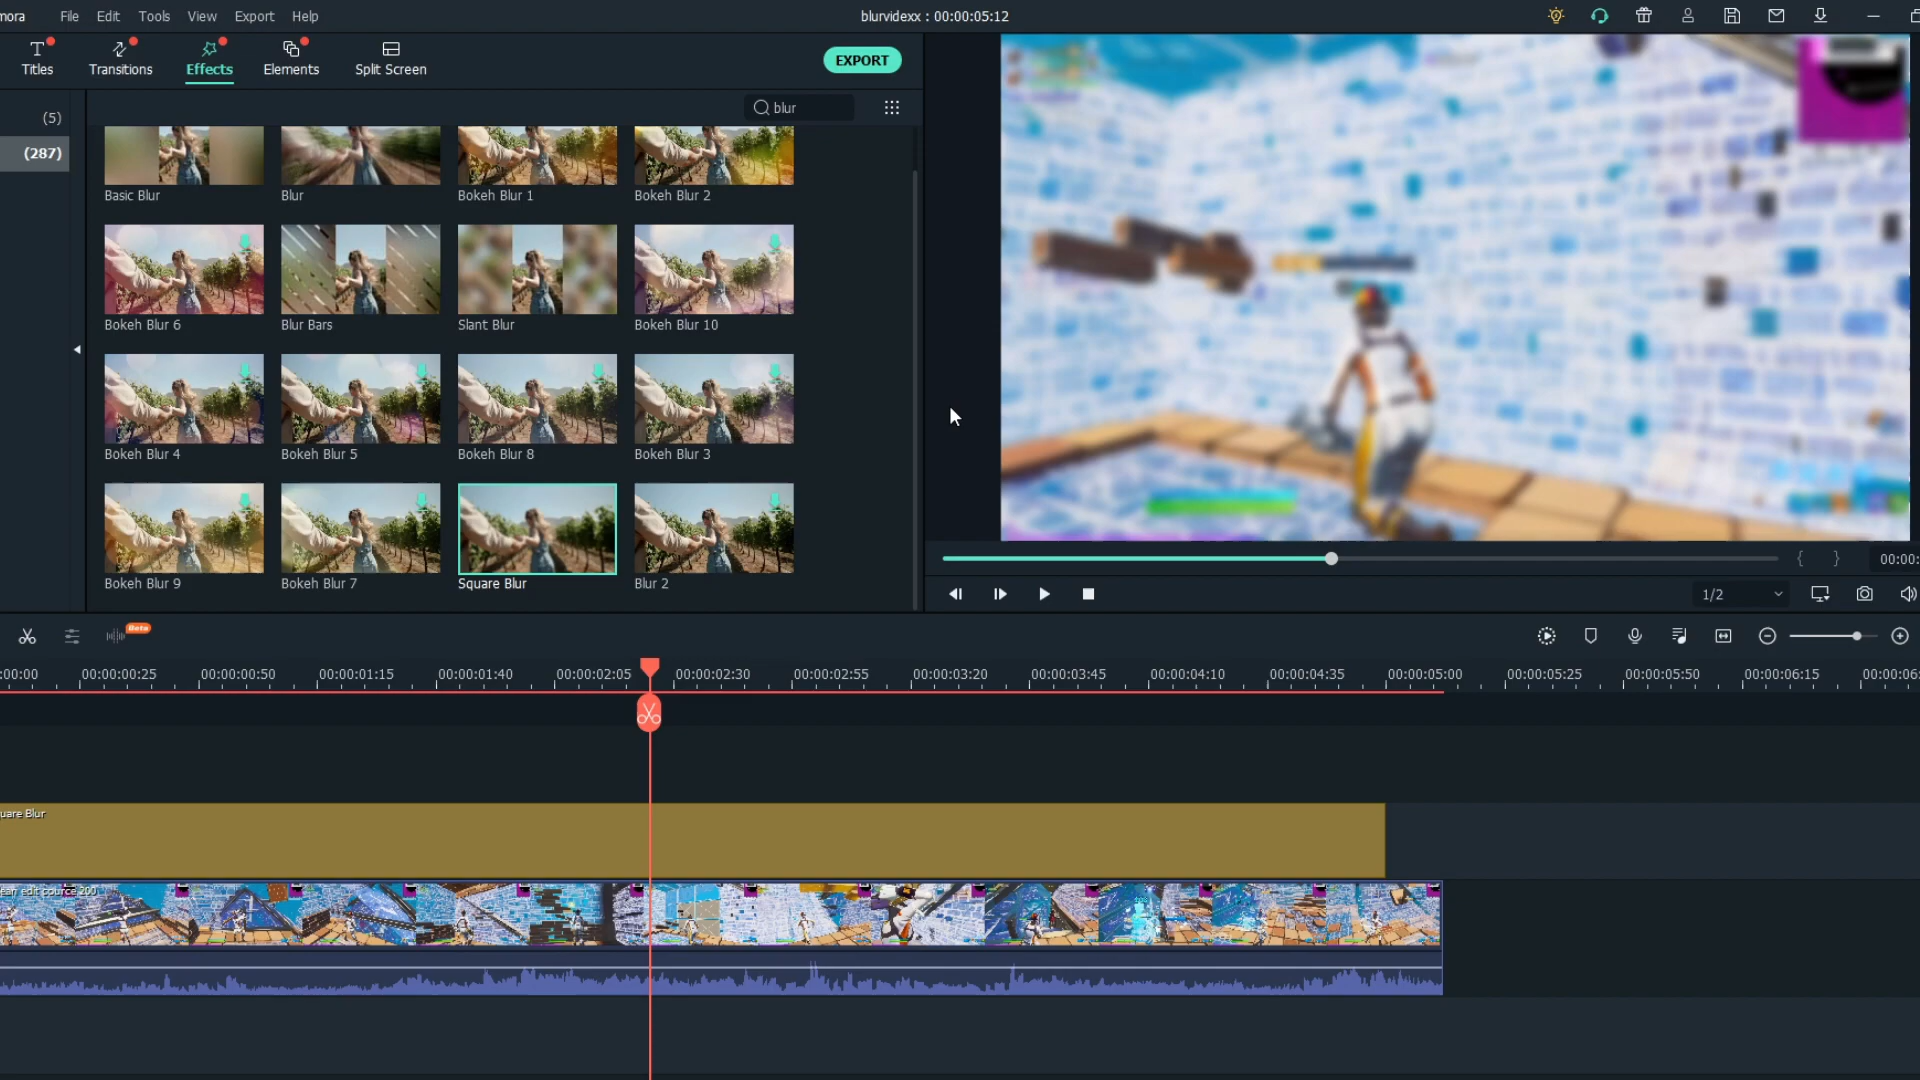 mora File Edit Tools View Export Help
blurvidexx : 00:00:05:12
Titles Transitions Effects Elements Split Screen
EXPORT
(5)
(287)
blur
Basic Blur Blur Bokeh Blur 1 Bokeh Blur 2
Bokeh Blur 6 Blur Bars Slant Blur Bokeh Blur 10
Bokeh Blur 4 Bokeh Blur 5 Bokeh Blur 8 Bokeh Blur 3
Bokeh Blur 9 Bokeh Blur 7 Square Blur Blur 2
00:00:
1/2
Beta
:00:00 00:00:00:25 00:00:00:50 00:00:01:15 00:00:01:40 00:00:02:05 00:00:02:30 00:00:02:55 00:00:03:20 00:00:03:45 00:00:04:10 00:00:04:35 00:00:05:00 00:00:05:25 00:00:05:50 00:00:06:15 00:00:06:
uare Blur
edit source 200